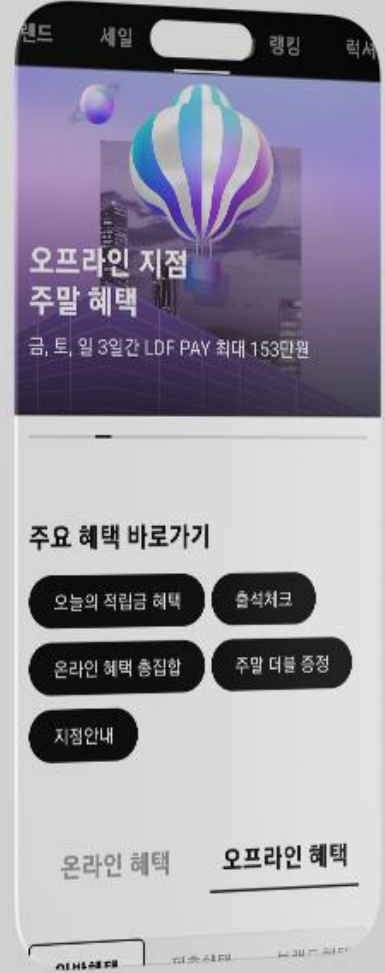 세일
랭킹
오프라인 지점
주말 혜택
금, 토, 일 3일간 LDF PAY 최대 153만원
주요 혜택 바로가기
오늘의 적립금 혜택
출석체크
온라인 혜택 총집합
주말 더블 증정
지점안내
온라인 혜택
오프라인 혜택